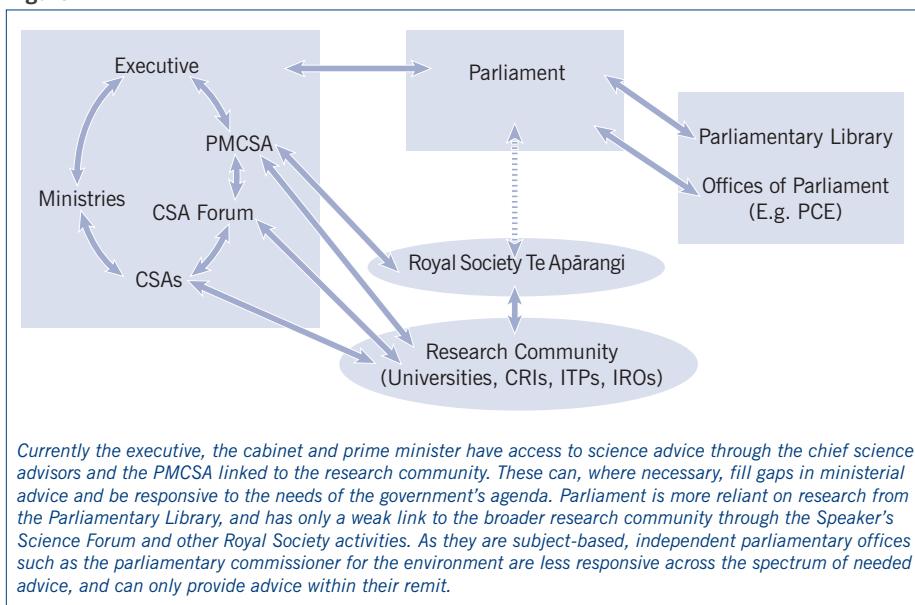 Executive
Parliament
PMCSA
Parliamentary Library
Ministries
Offices of Parliament
(E.g. PCE)
CSA Forum
CSAs
Royal Society Te Apārangi
Research Community
(Universities, CRIs, ITPs, IROs)
Currently the executive, the cabinet and prime minister have access to science advice through the chief science
advisors and the PMCSA linked to the research community. These can, where necessary, fill gaps in ministerial
advice and be responsive to the needs of the government's agenda. Parliament is more reliant on research from
the Parliamentary Library, and has only a weak link to the broader research community through the Speaker's
Science Forum and other Royal Society activities. As they are subject-based, independent parliamentary offices
such as the parliamentary commissioner for the environment are less responsive across the spectrum of needed
advice, and can only provide advice within their remit.